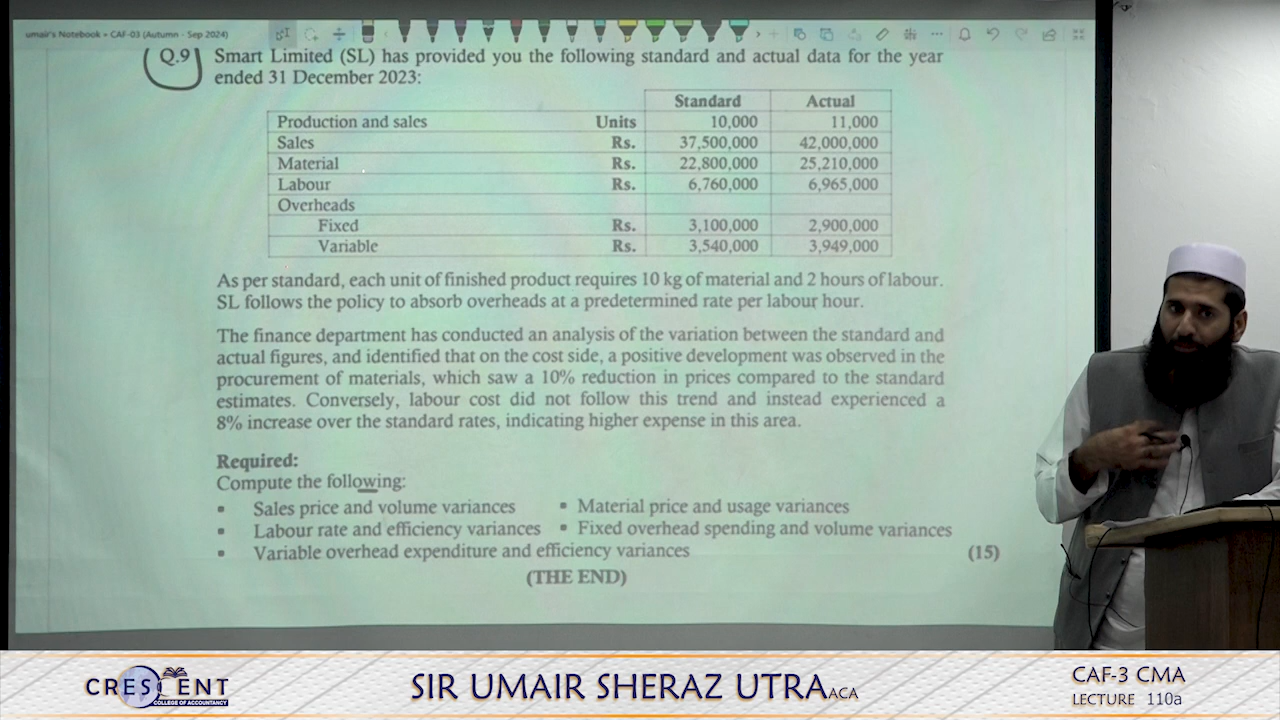 umair's Notebook • CAF-03 (Autumn - Sep 2024)
Q.9 Smart Limited (SL) has provided you the following standard and actual data for the year
ended 31 December 2023:
Standard Actual
Production and sales Units 10,000 11,000
Sales Rs. 37,500,000 42,000,000
Material Rs. 22,800,000 25,210,000
Labour Rs. 6,760,000 6,965,000
Overheads
Fixed Rs. 3,100,000 2,900,000
Variable Rs. 3,540,000 3,949,000
As per standard, each unit of finished product requires 10 kg of material and 2 hours of labour.
SL follows the policy to absorb overheads at a predetermined rate per labour hour.
The finance department has conducted an analysis of the variation between the standard and
actual figures, and identified that on the cost side, a positive development was observed in the
procurement of materials, which saw a 10% reduction in prices compared to the standard
estimates. Conversely, labour cost did not follow this trend and instead experienced a
8% increase over the standard rates, indicating higher expense in this area.
Required:
Compute the following:
▪ Sales price and volume variances ▪ Material price and usage variances
▪ Labour rate and efficiency variances ▪ Fixed overhead spending and volume variances
▪ Variable overhead expenditure and efficiency variances (15)
(THE END)
CRESCENT
COLLEGE OF ACCOUNTANCY
SIR UMAIR SHERAZ UTRA ACA
CAF-3 CMA
LECTURE 110a